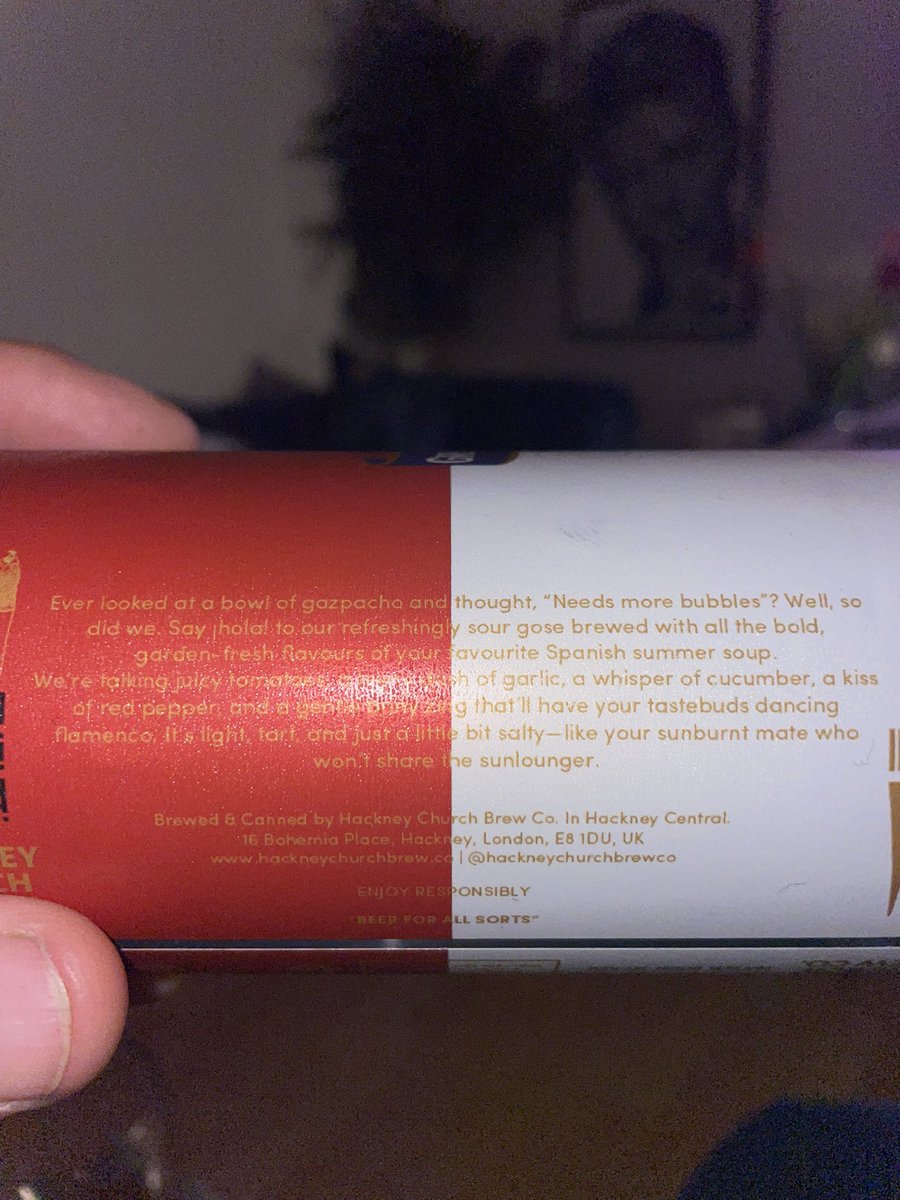 Ever looked at a bowl of gazpacho and thought, “Needs more bubbles”? Well, so
did we. Say ¡hola! to our refreshingly sour gose brewed with all the bold,
garden-fresh flavours of your favourite Spanish summer soup.
We're talking juicy tomatoes, a of garlic, a whisper of cucumber, a kiss
of red pepper, and a gentle briny zing that'll have your tastebuds dancing
flamenco. It's light, tart, and just a little bit salty—like your sunburnt mate who
won't share the sunlounger.
Brewed & Canned by Hackney Church Brew Co. In Hackney Central.
16 Bohemia Place, Hackney, London, E8 1DU, UK
www.hackneychurchbrew.co | @hackneychurchbrewco
ENJOY RESPONSIBLY
“BEER FOR ALL SORTS”
EY
CH